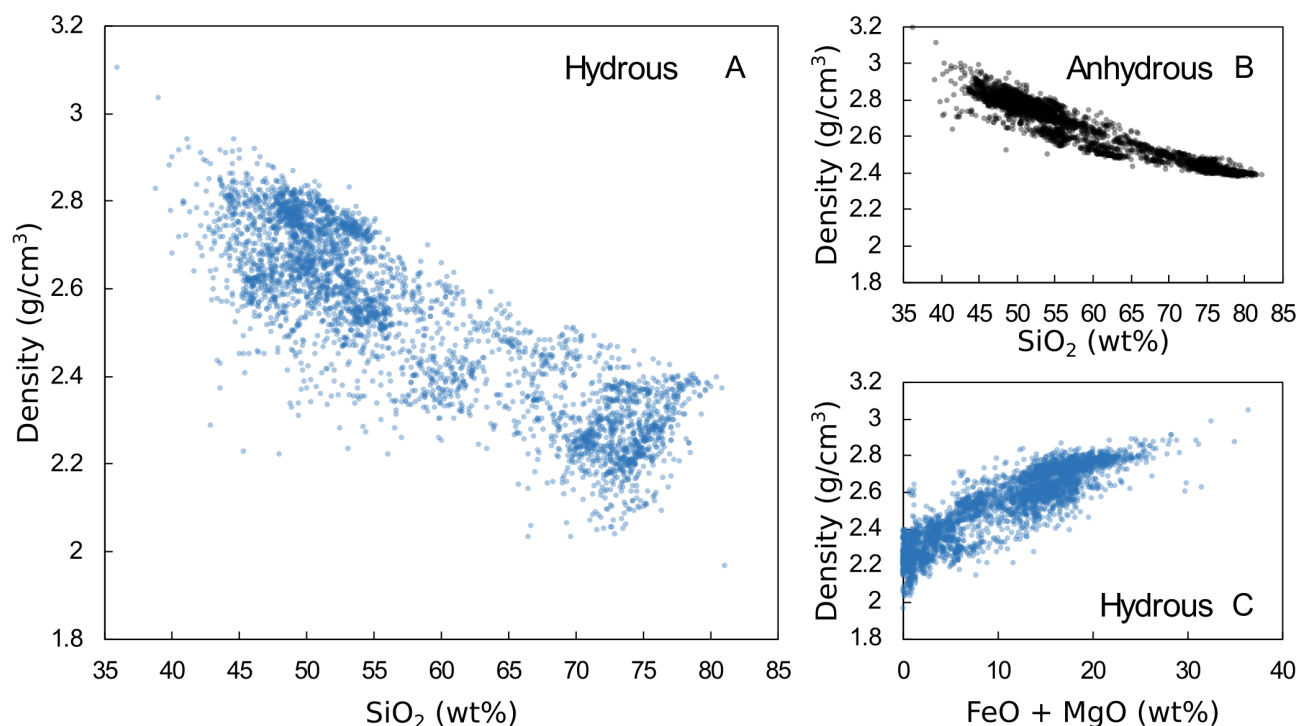 Hydrous A
Density (g/cm³)
3.2
3
2.8
2.6
2.4
2.2
2
1.8
35 40 45 50 55 60 65 70 75 80 85
SiO₂ (wt%)
Anhydrous B
Density (g/cm³)
3.2
3
2.8
2.6
2.4
2.2
2
1.8
35 45 50 55 60 65 70 75 80 85
SiO₂ (wt%)
Hydrous C
Density (g/cm³)
3.2
3
2.8
2.6
2.4
2.2
2
1.8
0 10 20 30 40
FeO + MgO (wt%)